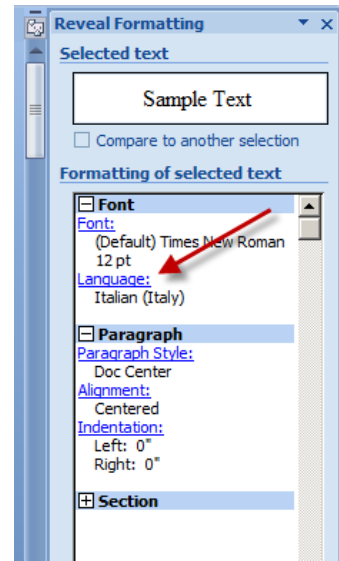 Reveal Formatting
Selected text
Sample Text
Compare to another selection
Formatting of selected text
Font
Font:
(Default) Times New Roman
12 pt
Language:
Italian (Italy)
Paragraph
Paragraph Style:
Doc Center
Alignment:
Centered
Indentation:
Left: 0"
Right: 0"
Section